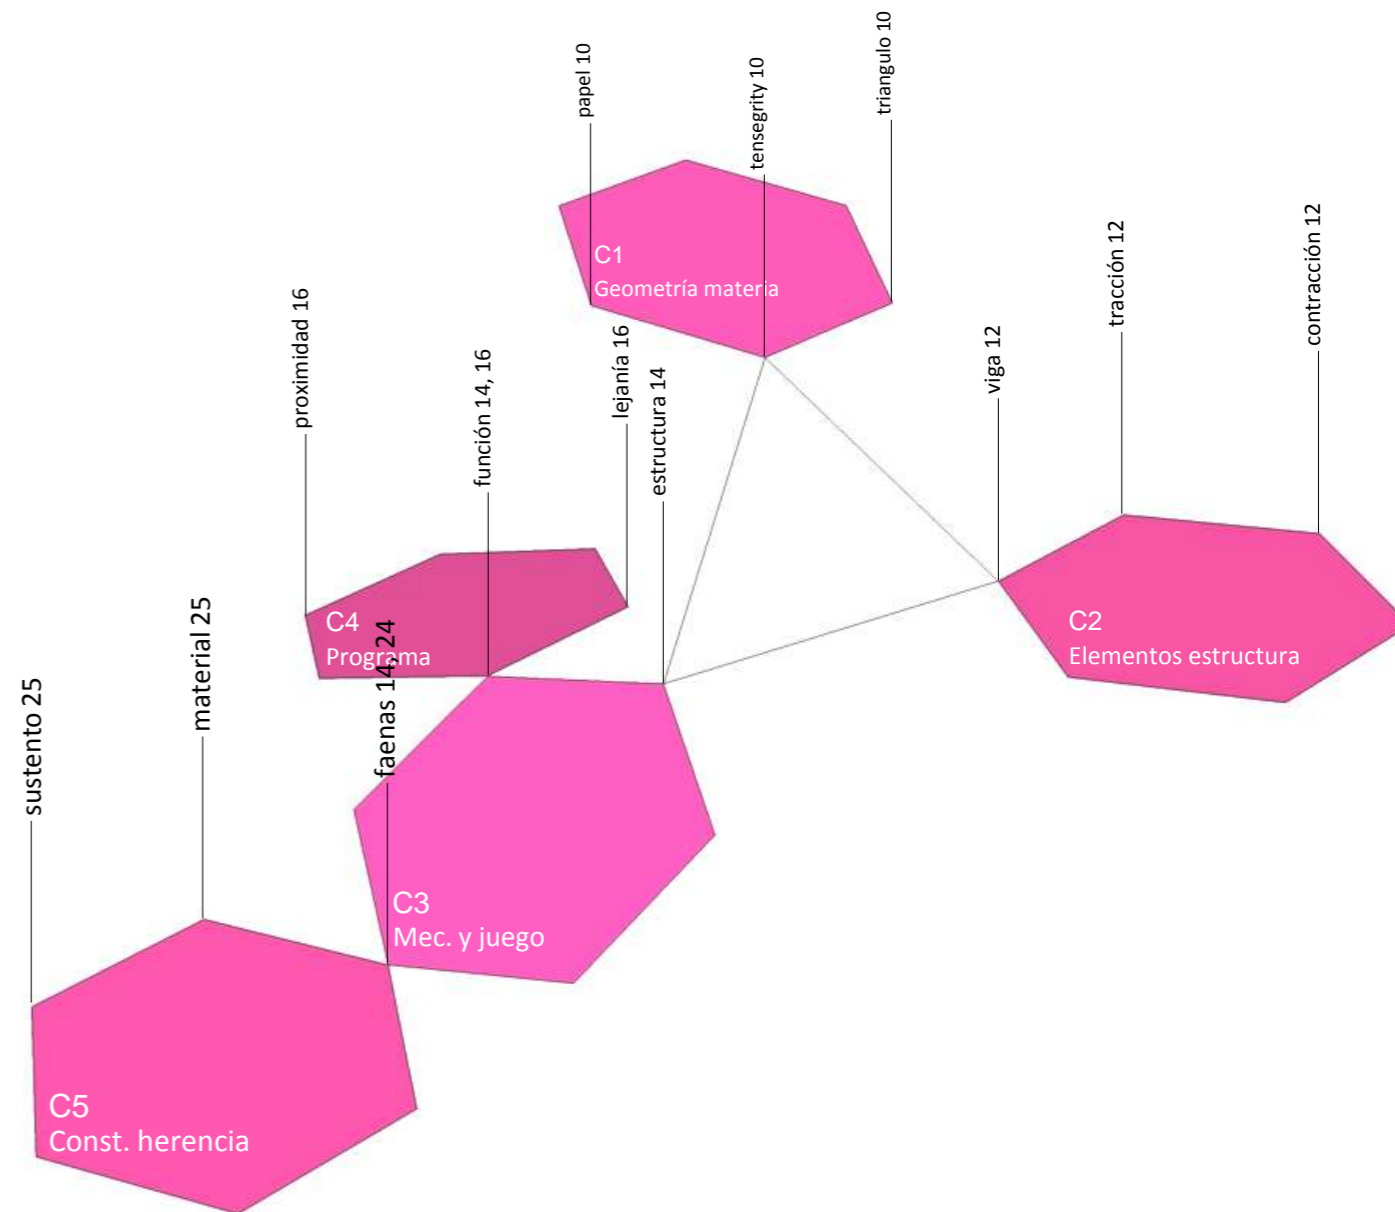 papel 10
tensegrity 10
triangulo 10
C1
Geometría materia
proximidad 16
función 14, 16
lejanía 16
estructura 14
viga 12
tracción 12
contracción 12
C4
Programa
C2
Elementos estructura
sustento 25
material 25
faenas 14, 24
C3
Mec. y juego
C5
Const. herencia